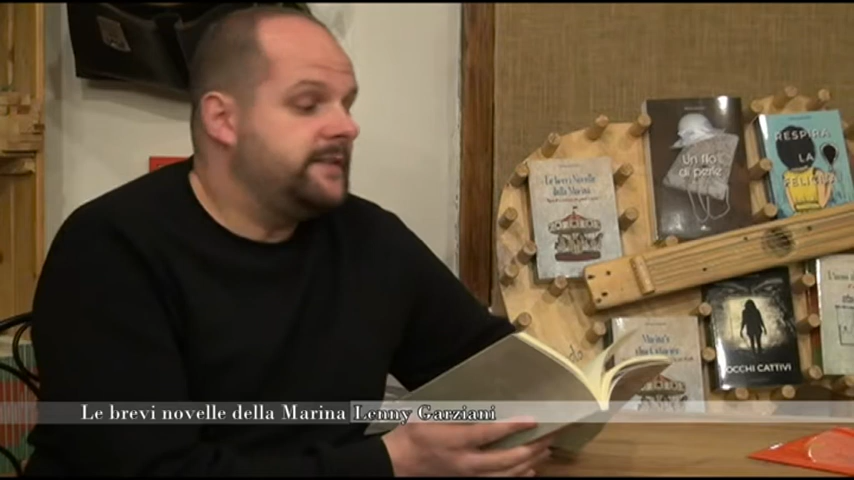 Le brevi Novelle
della Marina
Un filo
di perle
RESPIRA
LA
FELICITÀ
Marina's
OCCHI CATTIVI
Le brevi novelle della Marina Lenny Garziani